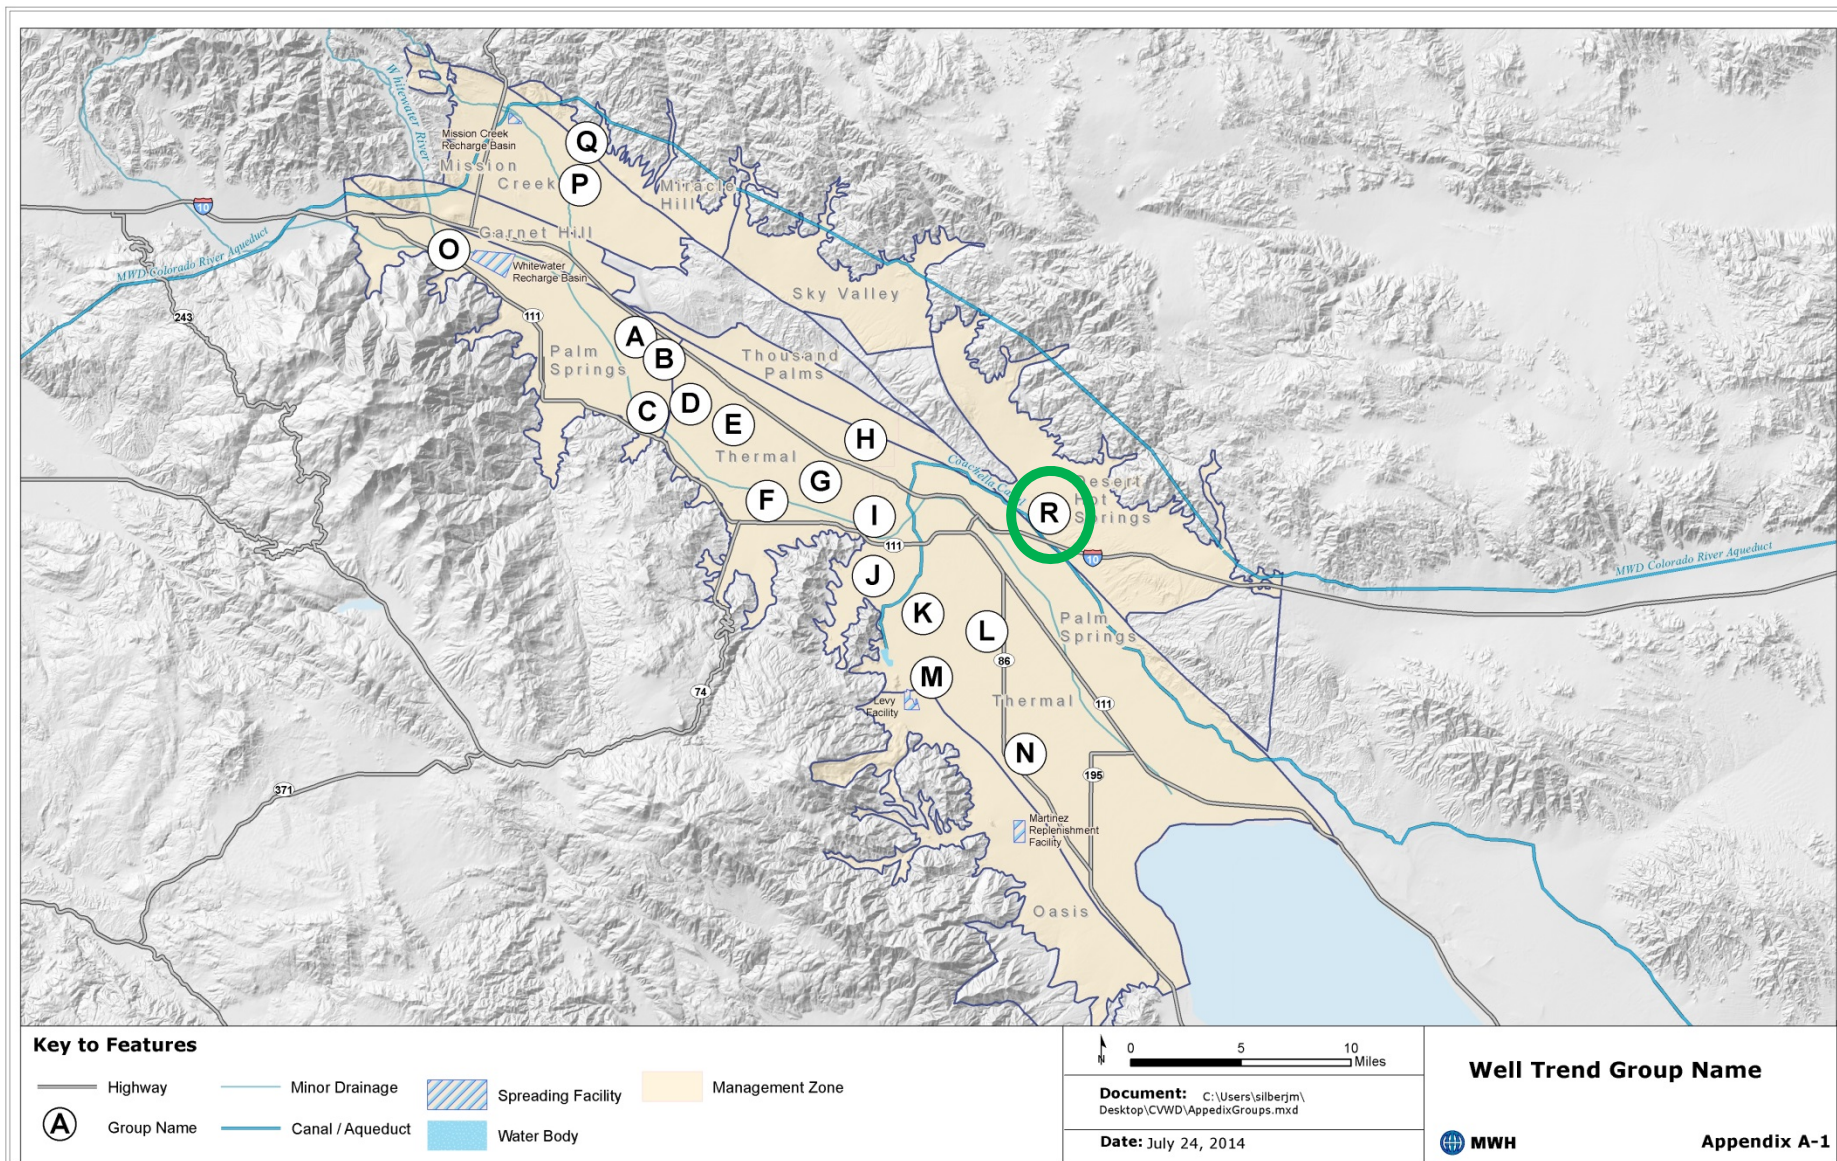 Whitewater River
Mission Creek
Recharge Basin
Mission
Creek
Q
P
Miracle
Hill
10
Garnet Hill
O
MWD Colorado River Aqueduct
Whitewater
Recharge Basin
Sky Valley
243
111
A
B
Palm
Springs
Thousand
Palms
C
D
E
H
Thermal
Coachella Canal
G
F
I
R
Desert
Hot
Springs
111
10
MWD Colorado River Aqueduct
J
K
L
Palm
Springs
86
M
74
Levy
Facility
Thermal
111
N
195
371
Martinez
Replenishment
Facility
Oasis
Key to Features
Highway
Minor Drainage
Spreading Facility
Management Zone
A
Group Name
Canal / Aqueduct
Water Body
N
0 5 10
Miles
Document: C:\Users\silberjm\
Desktop\CVWD\AppedixGroups.mxd
Date: July 24, 2014
Well Trend Group Name
MWH
Appendix A-1